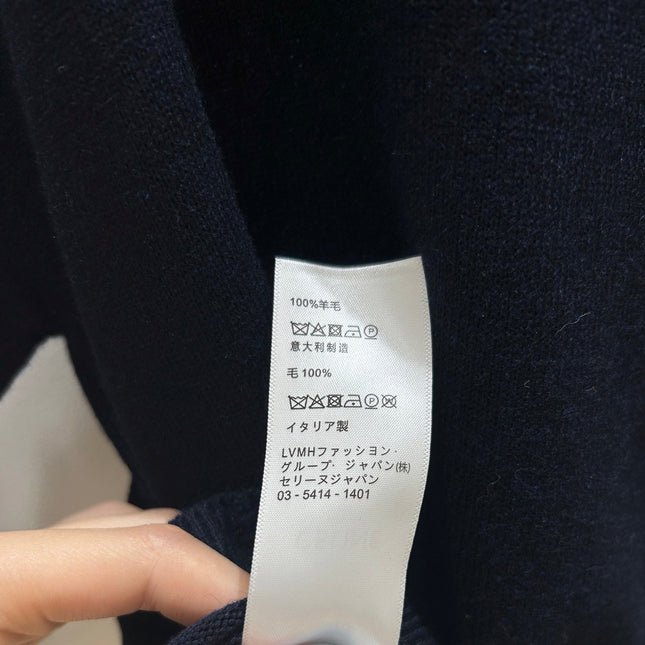 100%羊毛
意大利制造
毛100%
イタリア製
LVMHファッション·
グループ· ジャパン(株)
セリーヌジャパン
03 - 5414 - 1401